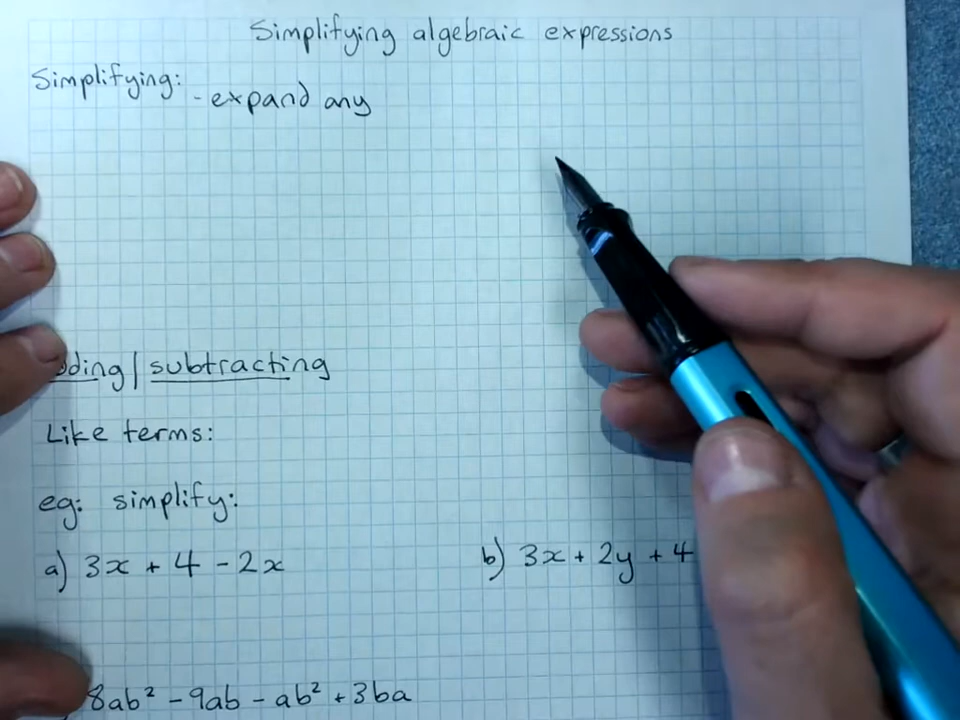 Simplifying algebraic expressions
Simplifying:
- expand any
subtracting
Like terms:
eg: simplify:
a) 3x + 4 - 2x
b) 3x + 2y + 4
8ab² - 9ab - ab² + 3ba